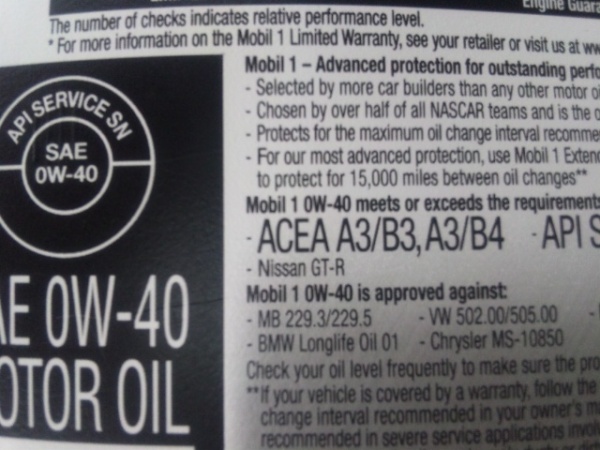 Engine Guara
The number of checks indicates relative performance level.
* For more information on the Mobil 1 Limited Warranty, see your retailer or visit us at ww
Mobil 1 – Advanced protection for outstanding perfo
- Selected by more car builders than any other motor oi
- Chosen by over half of all NASCAR teams and is the o
- Protects for the maximum oil change interval recomme
- For our most advanced protection, use Mobil 1 Exten
to protect for 15,000 miles between oil changes**
Mobil 1 0W-40 meets or exceeds the requirements
- ACEA A3/B3, A3/B4 - API S
- Nissan GT-R
Mobil 1 0W-40 is approved against:
- MB 229.3/229.5 - VW 502.00/505.00 -
- BMW Longlife Oil 01 - Chrysler MS-10850
Check your oil level frequently to make sure the pro
**If your vehicle is covered by a warranty, follow the
change interval recommended in your owner's ma
recommended in severe service applications invol
API SERVICE SN
SAE
0W-40
AE 0W-40
OTOR OIL